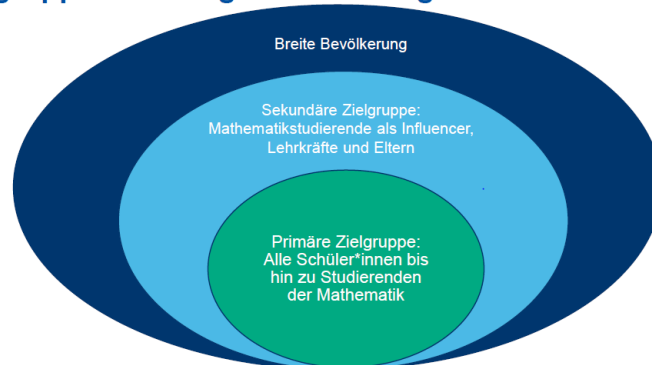 Breite Bevölkerung
Sekundäre Zielgruppe:
Mathematikstudierende als Influencer,
Lehrkräfte und Eltern
Primäre Zielgruppe:
Alle Schüler*innen bis
hin zu Studierenden
der Mathematik